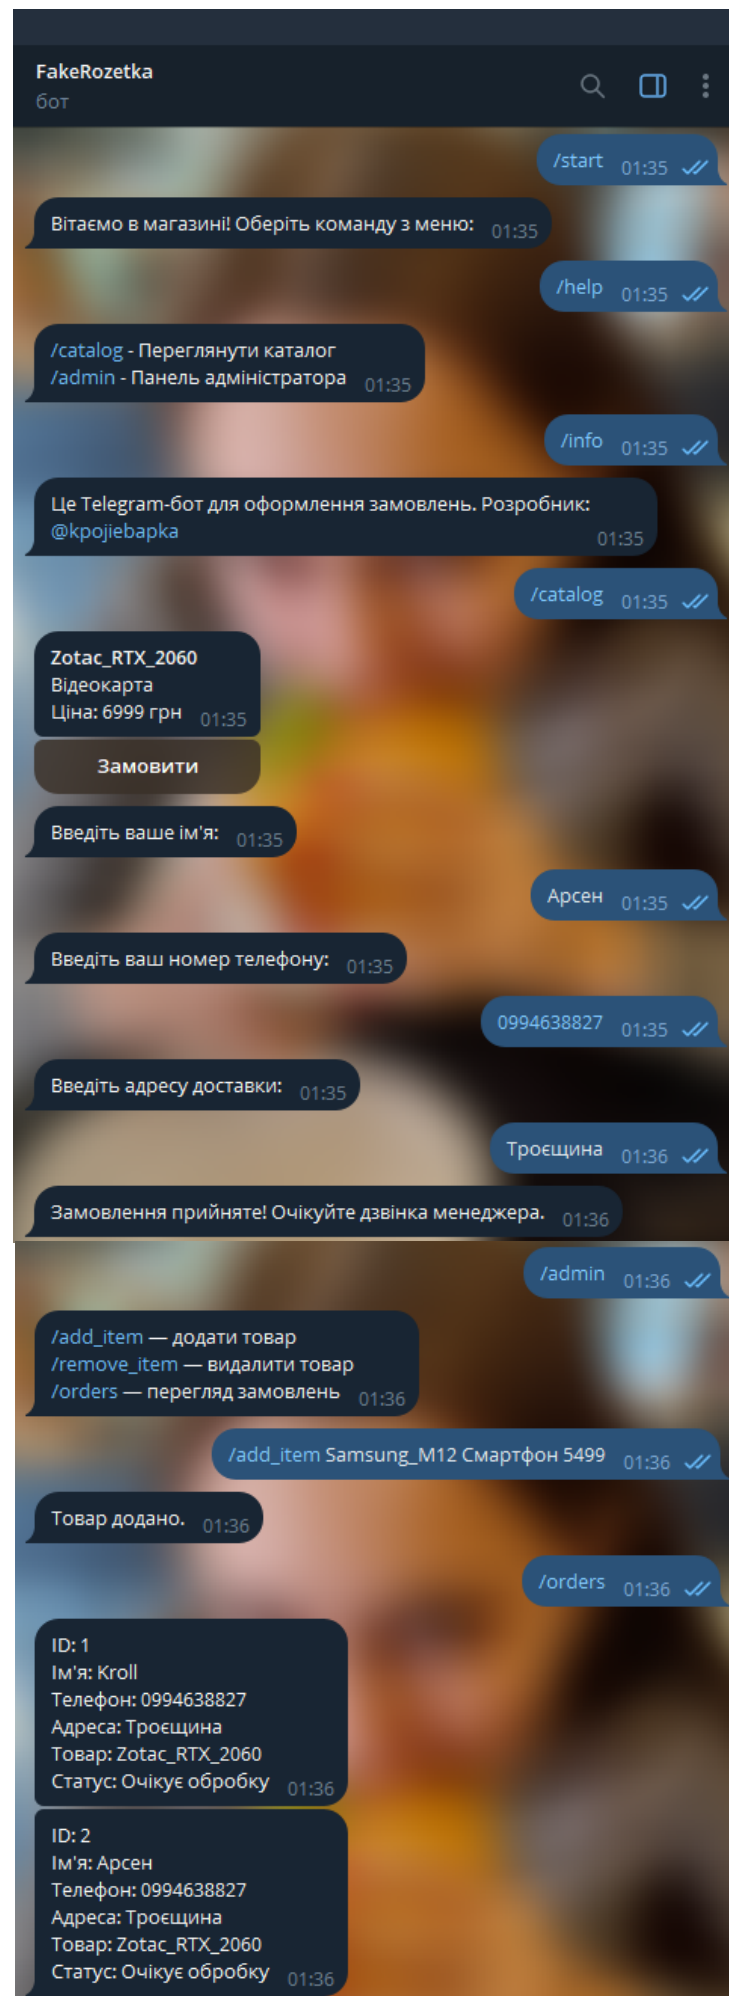 FakeRozetka
бот
/start 01:35
Вітаємо в магазині! Оберіть команду з меню: 01:35
/help 01:35
/catalog - Переглянути каталог
/admin - Панель адміністратора 01:35
/info 01:35
Це Telegram-бот для оформлення замовлень. Розробник:
@kpojiebapka 01:35
/catalog 01:35
Zotac_RTX_2060
Відеокарта
Ціна: 6999 грн 01:35
Замовити
Введіть ваше ім'я: 01:35
Арсен 01:35
Введіть ваш номер телефону: 01:35
0994638827 01:35
Введіть адресу доставки: 01:35
Троєщина 01:36
Замовлення прийняте! Очікуйте дзвінка менеджера. 01:36
/admin 01:36
/add_item — додати товар
/remove_item — видалити товар
/orders — перегляд замовлень 01:36
/add_item Samsung_M12 Смартфон 5499 01:36
Товар додано. 01:36
/orders 01:36
ID: 1
Ім'я: Kroll
Телефон: 0994638827
Адреса: Троєщина
Товар: Zotac_RTX_2060
Статус: Очікує обробку 01:36
ID: 2
Ім'я: Арсен
Телефон: 0994638827
Адреса: Троєщина
Товар: Zotac_RTX_2060
Статус: Очікує обробку 01:36